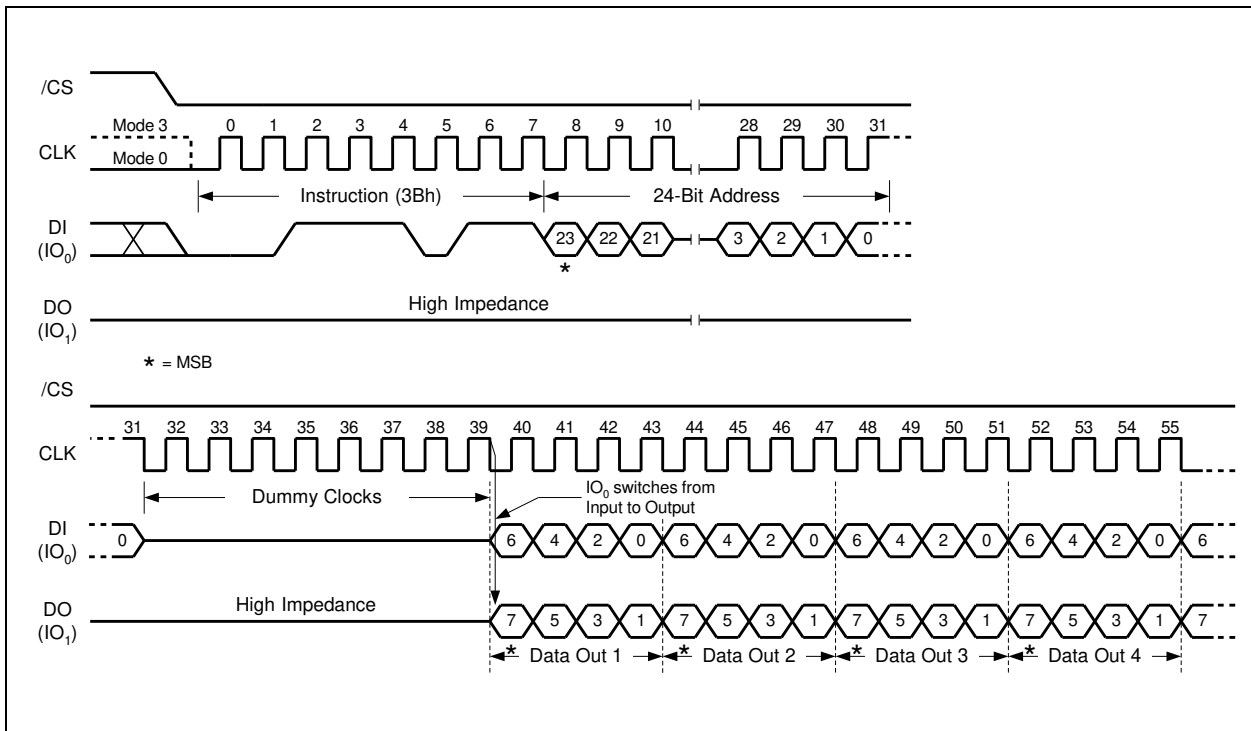 /CS
Mode 3 0 1 2 3 4 5 6 7 8 9 10 28 29 30 31
CLK
Mode 0
Instruction (3Bh) 24-Bit Address
DI
(IO0)
23 22 21 3 2 1 0
*
High Impedance
DO
(IO1)
* = MSB
/CS
31 32 33 34 35 36 37 38 39 40 41 42 43 44 45 46 47 48 49 50 51 52 53 54 55
CLK
Dummy Clocks
IO0 switches from
Input to Output
DI
(IO0)
0 6 4 2 0 6 4 2 0 6 4 2 0 6 4 2 0 6
High Impedance
DO
(IO1)
7 5 3 1 7 5 3 1 7 5 3 1 7 5 3 1 7
* Data Out 1 * Data Out 2 * Data Out 3 * Data Out 4